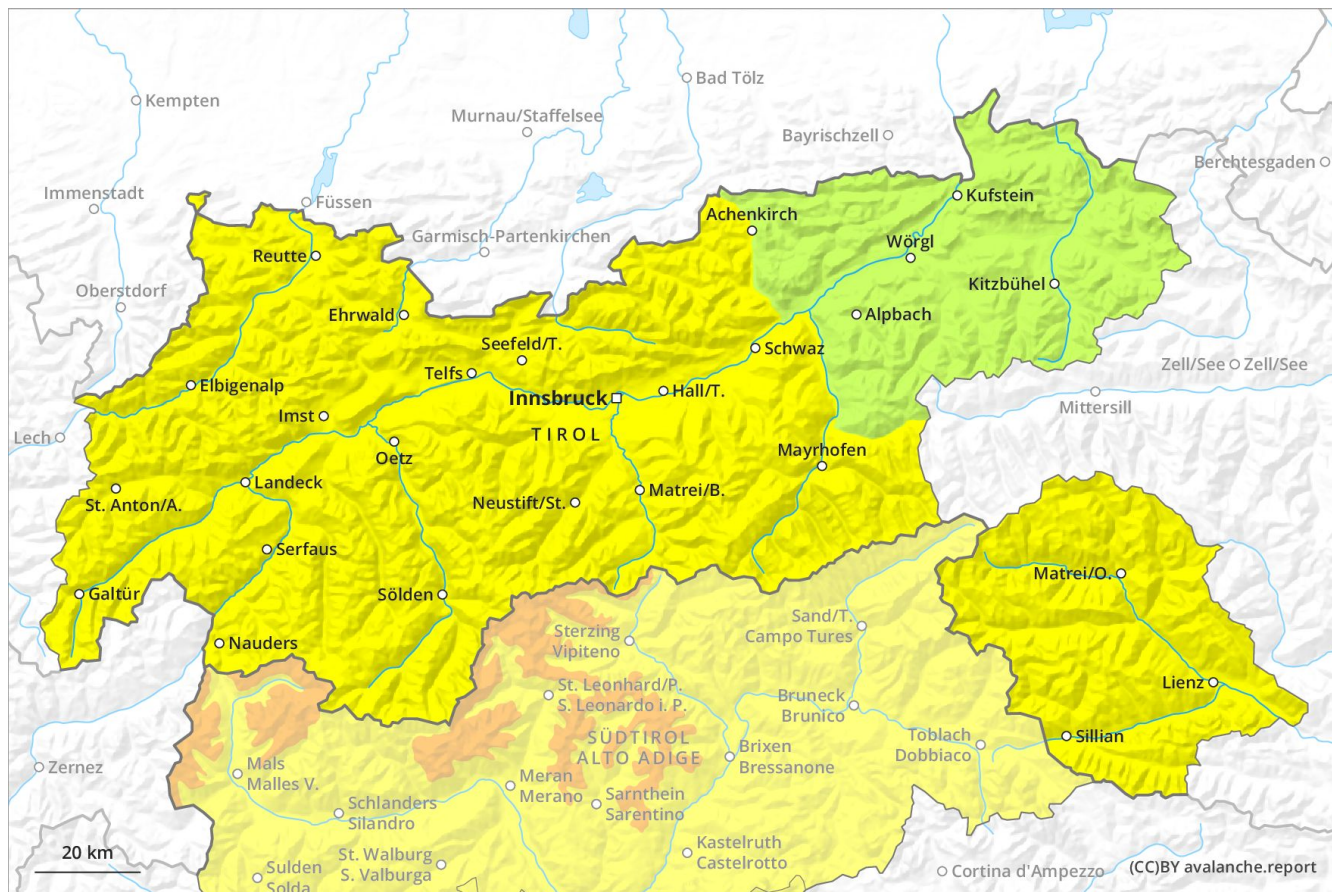 Bad Tölz
Kempten
Murnau/Staffelsee
Bayrischzell
Berchtesgaden
Immenstadt
Füssen
Kufstein
Achenkirch
Garmisch-Partenkirchen
Wörgl
Reutte
Kitzbühel
Oberstdorf
Ehrwald
Alpbach
Seefeld/T.
Schwaz
Zell/See
Zell/See
Telfs
Elbigenalp
Hall/T.
Innsbruck
Mittersill
Imst
TIROL
Lech
Mayrhofen
Oetz
Landeck
Matrei/B.
St. Anton/A.
Neustift/St.
Serfaus
Matrei/O.
Galtür
Sölden
Sand/T.
Campo Tures
Sterzing
Vipiteno
Nauders
Lienz
St. Leonhard/P.
S. Leonardo i. P.
Bruneck
Brunico
Sillian
Toblach
Dobbiaco
SÜDTIROL
ALTO ADIGE
Brixen
Bressanone
Zernez
Mals
Malles V.
Meran
Merano
Sarnthein
Sarentino
Schlanders
Silandro
Kastelruth
Castelrotto
20 km
St. Walburg
S. Valburga
Sulden
Solda
Cortina d'Ampezzo
(CC)BY avalanche.report